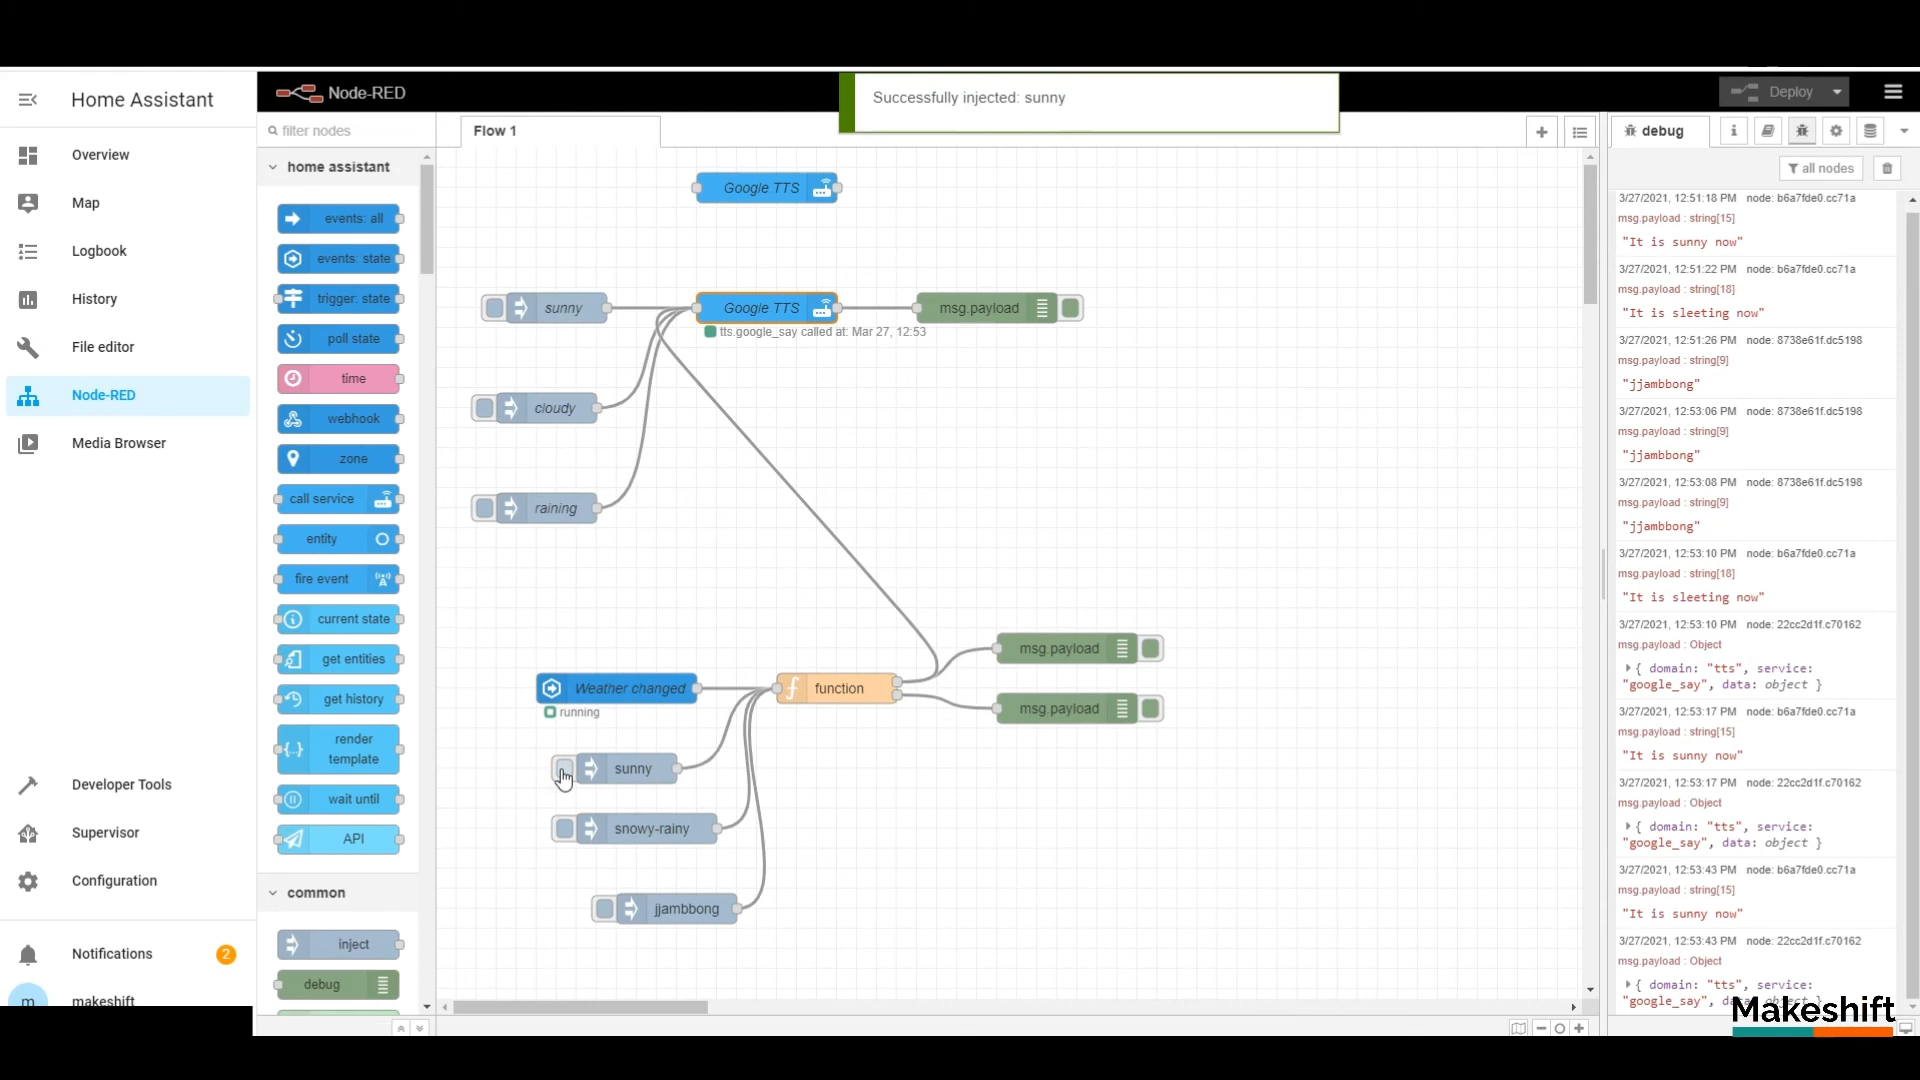 Home Assistant
Overview
Map
Logbook
History
File editor
Node-RED
Media Browser
Developer Tools
Supervisor
Configuration
Notifications
2
m
makeshift
Node-RED
Successfully injected: sunny
Deploy
filter nodes
home assistant
events: all
events: state
trigger: state
poll state
time
webhook
zone
call service
entity
fire event
current state
get entities
get history
render
template
wait until
API
common
inject
debug
Flow 1
Google TTS
sunny
Google TTS
msg.payload
tts.google_say called at: Mar 27, 12:53
cloudy
raining
msg.payload
Weather changed
function
running
msg.payload
sunny
snowy-rainy
jjambbong
debug
all nodes
3/27/2021, 12:51:18 PM node: b6a7fde0.cc71a
msg.payload : string[15]
"It is sunny now"
3/27/2021, 12:51:22 PM node: b6a7fde0.cc71a
msg.payload : string[18]
"It is sleeting now"
3/27/2021, 12:51:26 PM node: 8738e61f.dc5198
msg.payload : string[9]
"jjambbong"
3/27/2021, 12:53:06 PM node: 8738e61f.dc5198
msg.payload : string[9]
"jjambbong"
3/27/2021, 12:53:08 PM node: 8738e61f.dc5198
msg.payload : string[9]
"jjambbong"
3/27/2021, 12:53:10 PM node: b6a7fde0.cc71a
msg.payload : string[18]
"It is sleeting now"
3/27/2021, 12:53:10 PM node: 22cc2d1f.c70162
msg.payload : Object
{ domain: "tts", service:
"google_say", data: object }
3/27/2021, 12:53:17 PM node: b6a7fde0.cc71a
msg.payload : string[15]
"It is sunny now"
3/27/2021, 12:53:17 PM node: 22cc2d1f.c70162
msg.payload : Object
{ domain: "tts", service:
"google_say", data: object }
3/27/2021, 12:53:43 PM node: b6a7fde0.cc71a
msg.payload : string[15]
"It is sunny now"
3/27/2021, 12:53:43 PM node: 22cc2d1f.c70162
msg.payload : Object
{ domain: "tts", service:
"google_say", data: object }
Makeshift